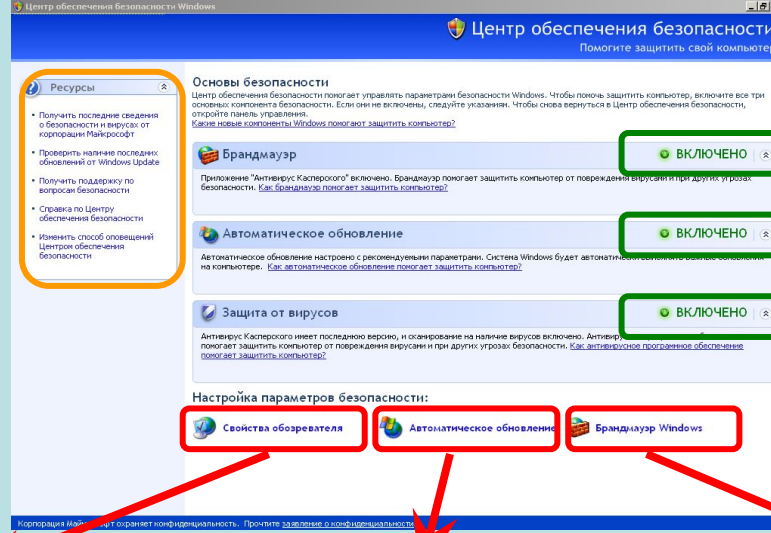 Центр обеспечения безопасности Windows
Центр обеспечения безопасности
Помогите защитить свой компьютер
Ресурсы
Получить последние сведения
о безопасности и вирусах от
корпорации Майкрософт
Проверить наличие последних
обновлений от Windows Update
Получить поддержку по
вопросам безопасности
Справка по Центру
обеспечения безопасности
Изменить способ оповещений
Центром обеспечения
безопасности
Основы безопасности
Центр обеспечения безопасности помогает управлять параметрами безопасности Windows. Чтобы помочь защитить компьютер, включите все три
основных компонента безопасности. Если они не включены, следуйте указаниям. Чтобы снова вернуться в Центр обеспечения безопасности,
откройте панель управления.
Какие новые компоненты Windows помогают защитить компьютер?
Брандмауэр
ВКЛЮЧЕНО
Приложение "Антивирус Касперского" включено. Брандмауэр помогает защитить компьютер от повреждения вирусами и при других угрозах
безопасности. Как брандмауэр помогает защитить компьютер?
Автоматическое обновление
ВКЛЮЧЕНО
Автоматическое обновление настроено с рекомендуемыми параметрами. Система Windows будет автоматически выполнять важные обновления
на компьютере. Как автоматическое обновление помогает защитить компьютер?
Защита от вирусов
ВКЛЮЧЕНО
Антивирус Касперского имеет последнюю версию, и сканирование на наличие вирусов включено.
помогает защитить компьютер от повреждения вирусами и при других угрозах безопасности. Как антивирусное программное обеспечение
помогает защитить компьютер?
Настройка параметров безопасности:
Свойства обозревателя
Автоматическое обновление
Брандмауэр Windows
Корпорация охраняет конфиденциальность. Прочтите заявление о конфиденциальности